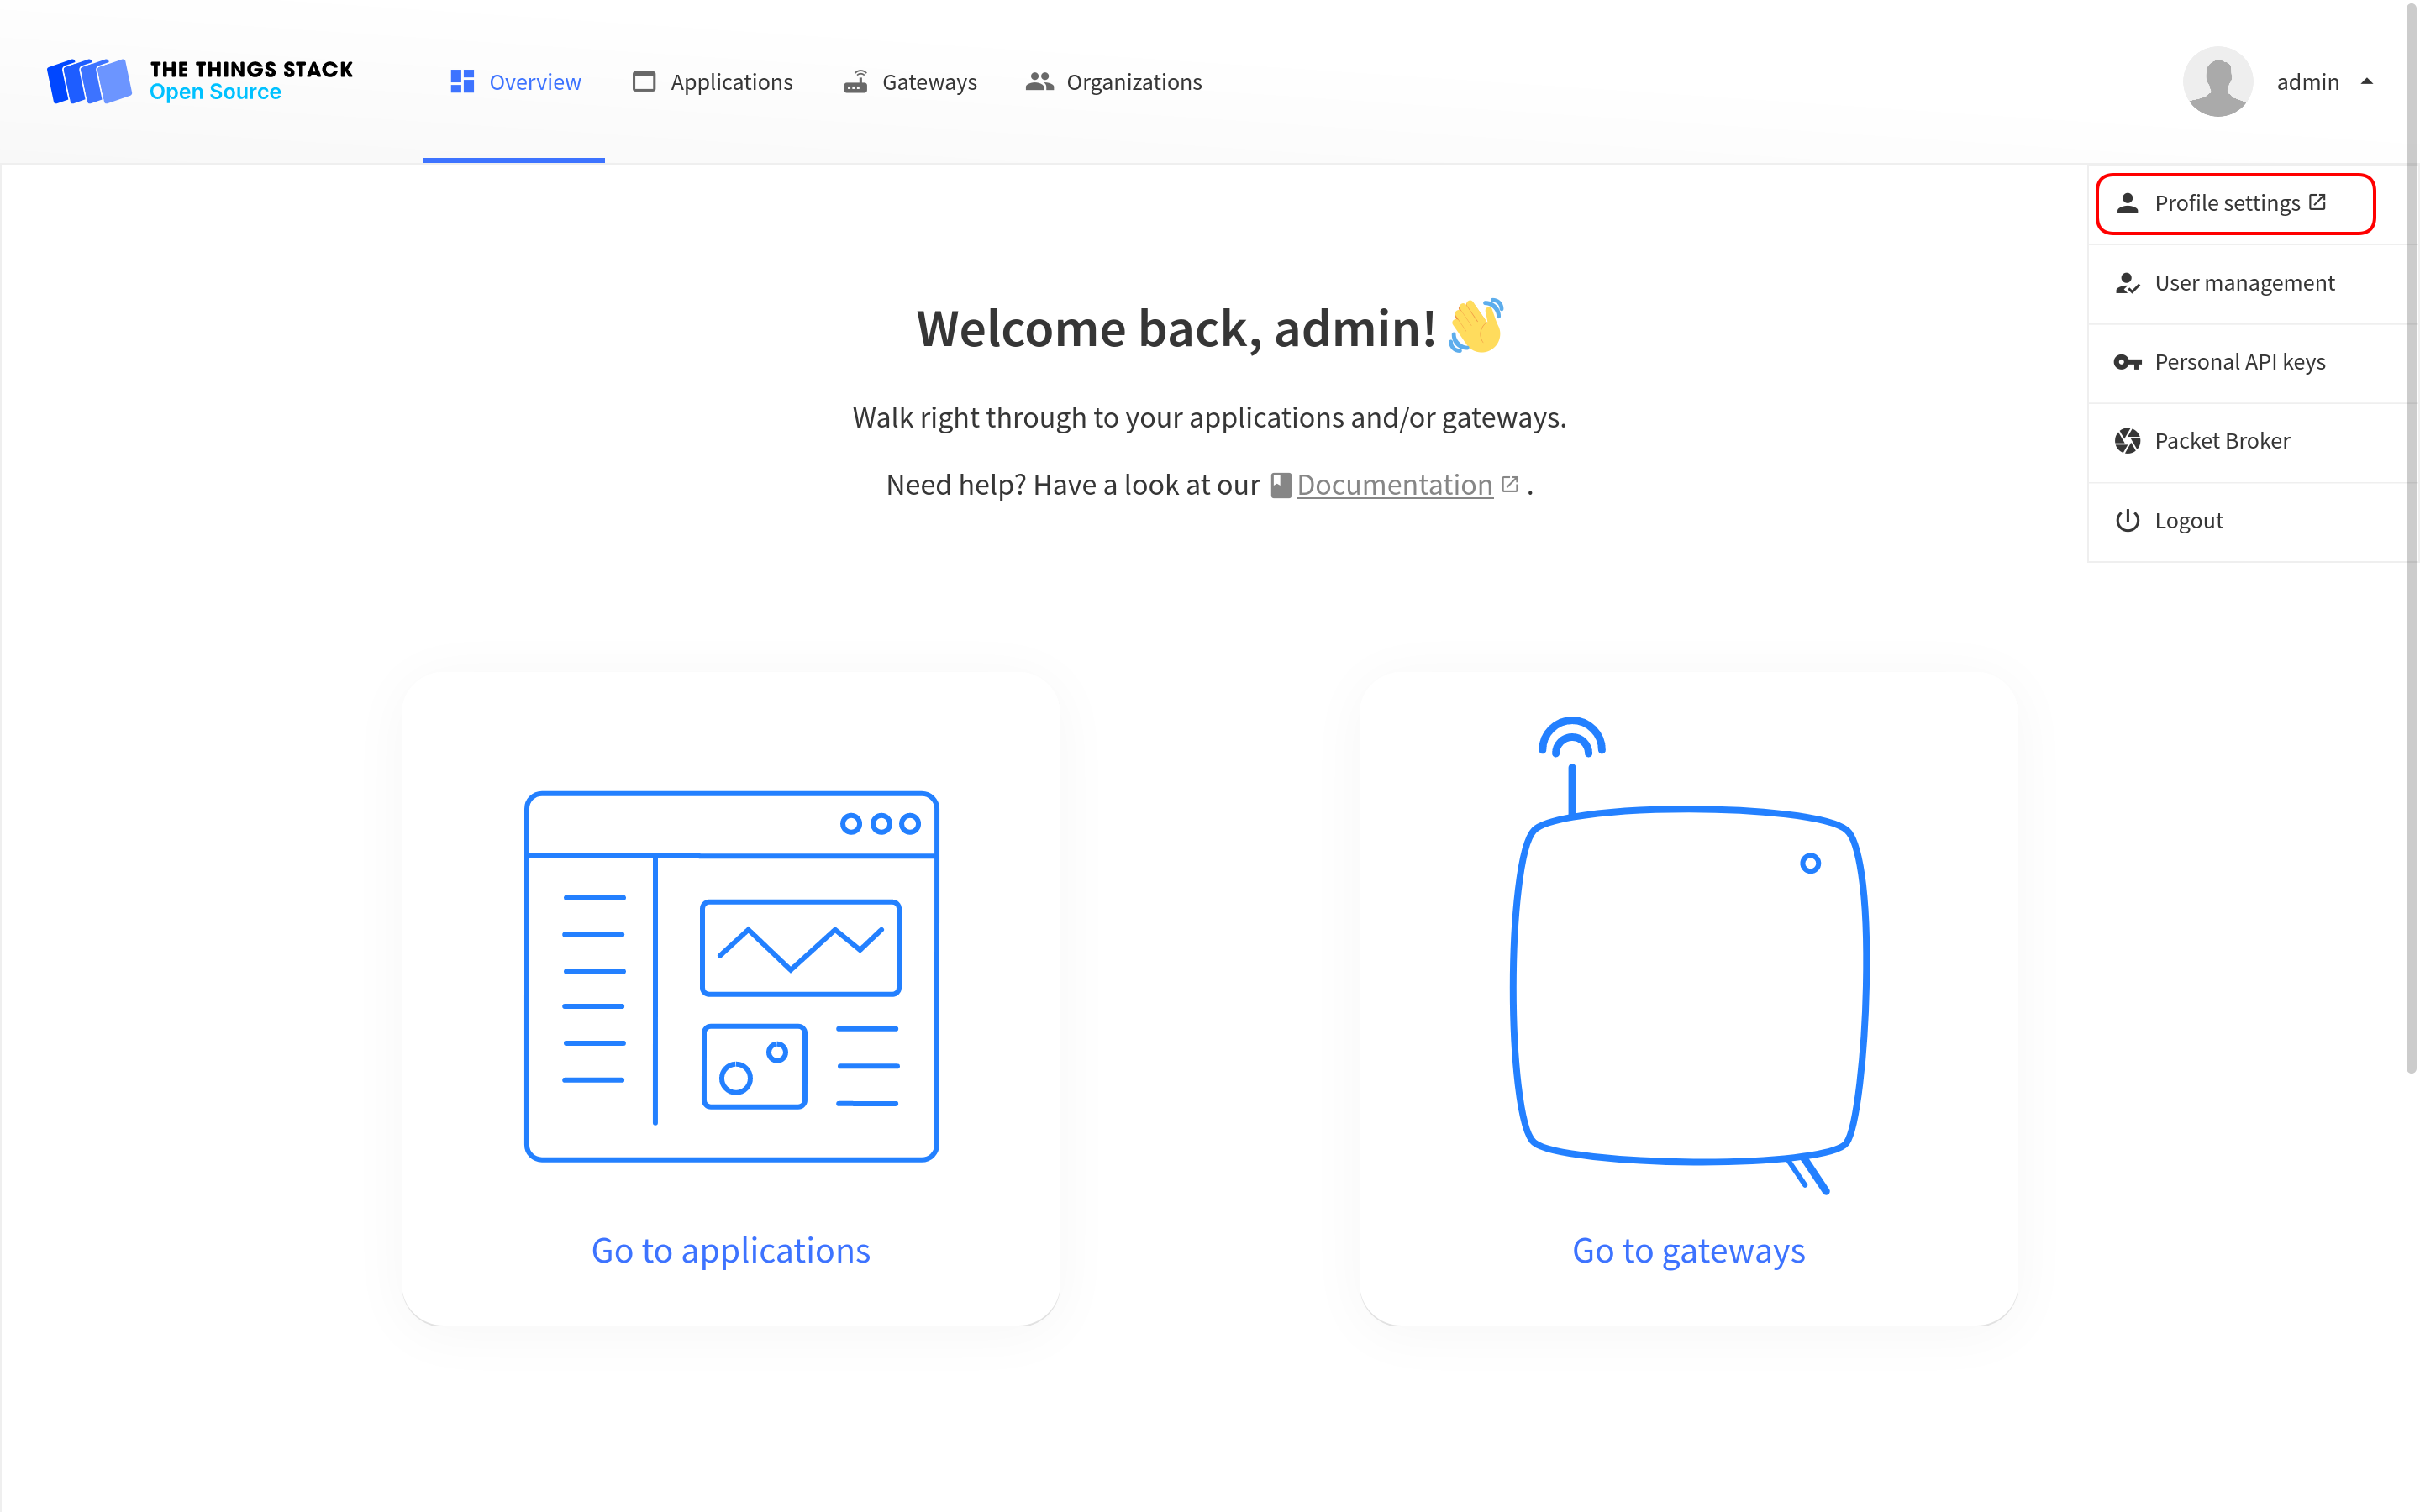 THE THINGS STACK
Open Source
Overview
Applications
Gateways
Organizations
admin
Profile settings
User management
Personal API keys
Packet Broker
Logout
Welcome back, admin! 👋
Walk right through to your applications and/or gateways.
Need help? Have a look at our Documentation .
Go to applications
Go to gateways